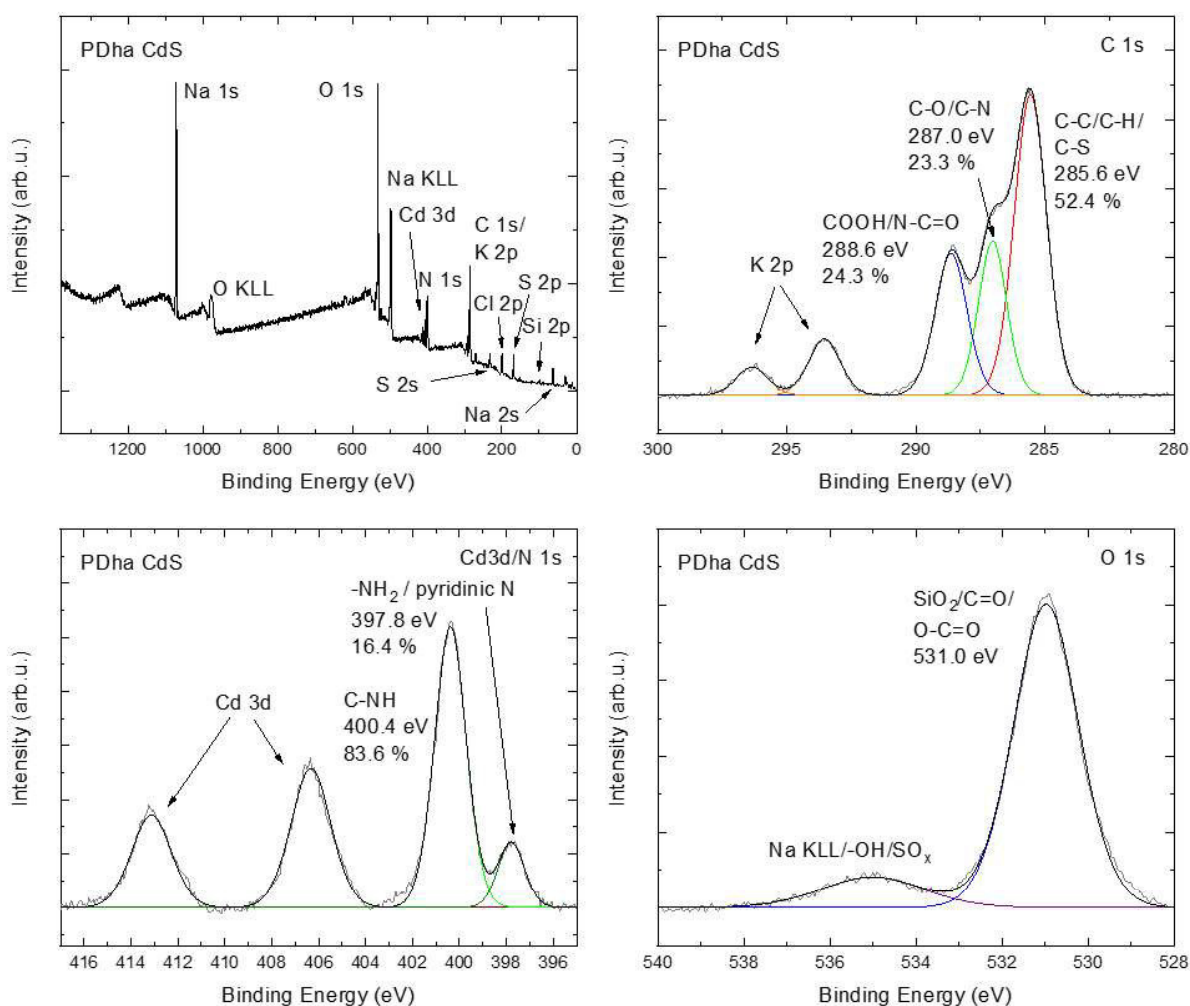 PDha CdS
Na 1s
O 1s
Na KLL
Cd 3d
C 1s/
K 2p
N 1s
S 2p
Cl 2p
Si 2p
O KLL
S 2s
Na 2s
Intensity (arb.u.)
1200 1000 800 600 400 200 0
Binding Energy (eV)
PDha CdS
C 1s
C-O/C-N
287.0 eV
23.3 %
C-C/C-H/
C-S
285.6 eV
52.4 %
COOH/N-C=O
288.6 eV
24.3 %
K 2p
Intensity (arb.u.)
300 295 290 285 280
Binding Energy (eV)
PDha CdS
Cd3d/N 1s
-NH₂ / pyridinic N
397.8 eV
16.4 %
C-NH
400.4 eV
83.6 %
Cd 3d
Intensity (arb.u.)
416 414 412 410 408 406 404 402 400 398 396
Binding Energy (eV)
PDha CdS
O 1s
SiO₂/C=O/
O-C=O
531.0 eV
Na KLL/-OH/SOₓ
Intensity (arb.u.)
540 538 535 533 530 528
Binding Energy (eV)